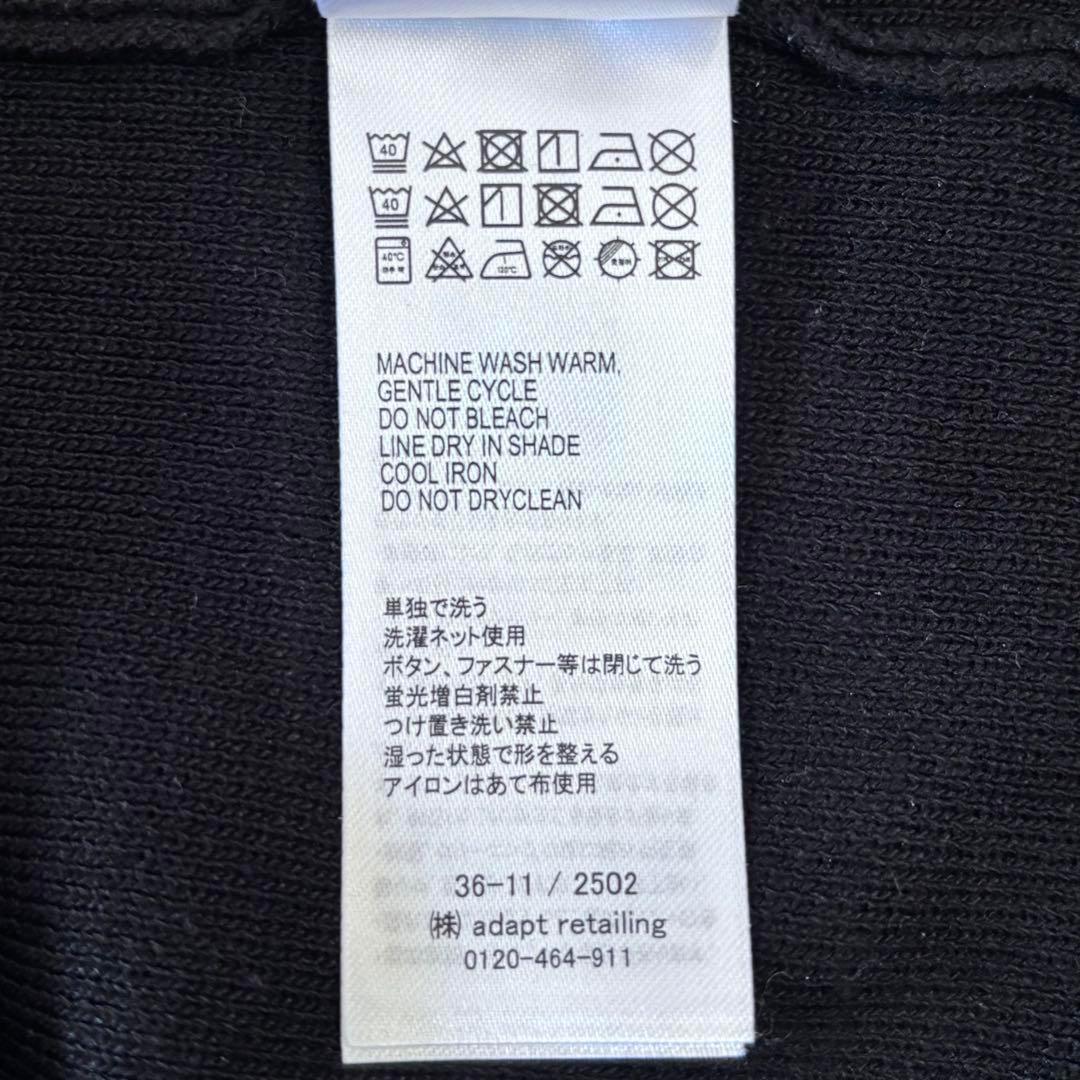 40
40
40℃ 120℃
MACHINE WASH WARM,
GENTLE CYCLE
DO NOT BLEACH
LINE DRY IN SHADE
COOL IRON
DO NOT DRYCLEAN
単独で洗う
洗濯ネット使用
ボタン、ファスナー等は閉じて洗う
蛍光増白剤禁止
つけ置き洗い禁止
湿った状態で形を整える
アイロンはあて布使用
36-11 / 2502
㈱ adapt retailing
0120-464-911